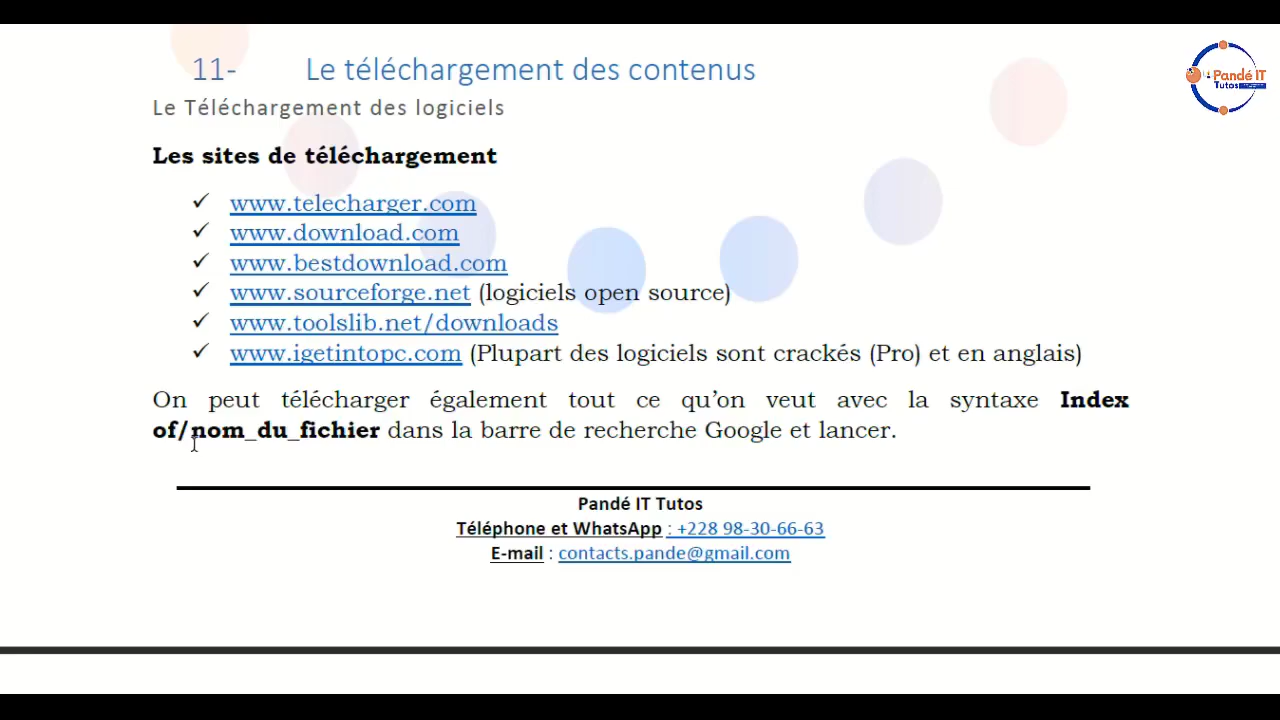 11- Le téléchargement des contenus
Pandé IT
Tutos
Le Téléchargement des logiciels
Les sites de téléchargement
✓ www.telecharger.com
✓ www.download.com
✓ www.bestdownload.com
✓ www.sourceforge.net (logiciels open source)
✓ www.toolslib.net/downloads
✓ www.igetintopc.com (Plupart des logiciels sont crackés (Pro) et en anglais)
On peut télécharger également tout ce qu’on veut avec la syntaxe Index
of/nom_du_fichier dans la barre de recherche Google et lancer.
Pandé IT Tutos
Téléphone et WhatsApp : +228 98-30-66-63
E-mail : contacts.pande@gmail.com